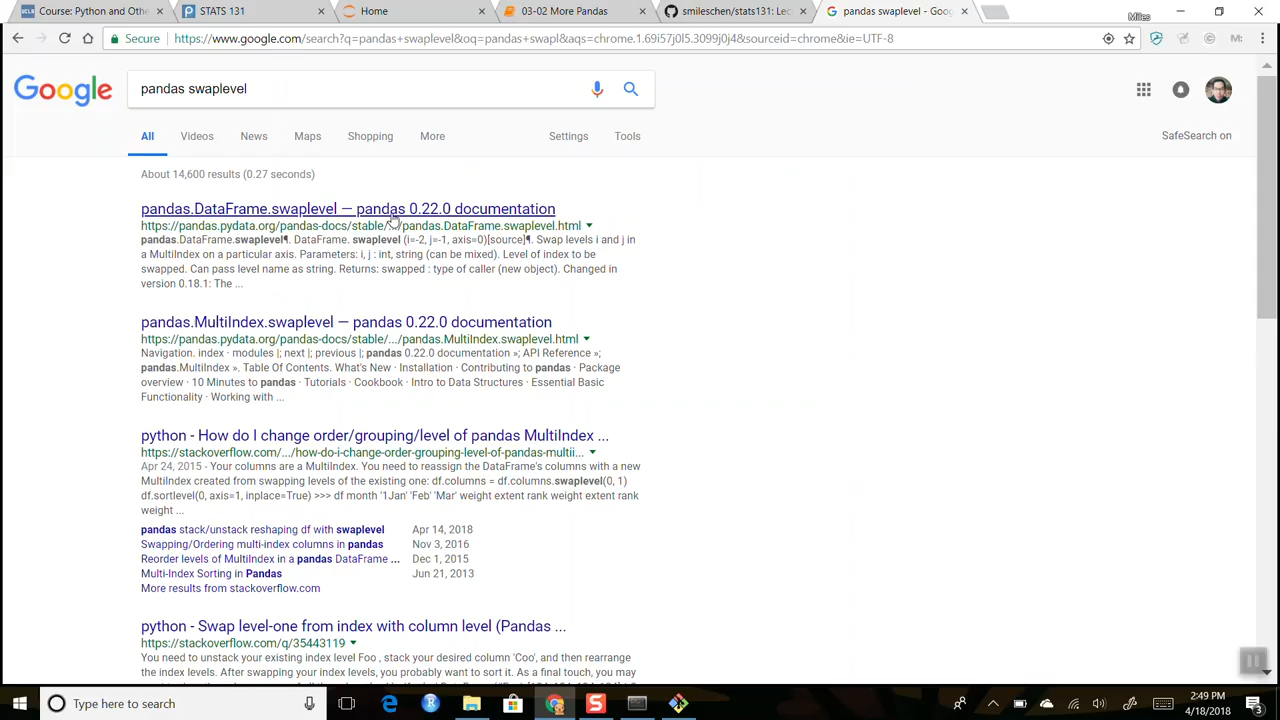 Course: Python and Othe
STATS 131
Home
03-02 More Pandas
smileschen/stats131: Lec
pandas swaplevel - Goog
Miles
Secure
https://www.google.com/search?q=pandas+swaplevel&oq=pandas+swapl&aqs=chrome.1.69i57j0l5.3099j0j4&sourceid=chrome&ie=UTF-8
Google
pandas swaplevel
All Videos News Maps Shopping More Settings Tools
SafeSearch on
About 14,600 results (0.27 seconds)
pandas.DataFrame.swaplevel — pandas 0.22.0 documentation
https://pandas.pydata.org/pandas-docs/stable/.../pandas.DataFrame.swaplevel.html
pandas.DataFrame.swaplevel¶. DataFrame. swaplevel (i=-2, j=-1, axis=0)[source]¶. Swap levels i and j in
a MultiIndex on a particular axis. Parameters: i, j : int, string (can be mixed). Level of index to be
swapped. Can pass level name as string. Returns: swapped : type of caller (new object). Changed in
version 0.18.1: The ...
pandas.MultiIndex.swaplevel — pandas 0.22.0 documentation
https://pandas.pydata.org/pandas-docs/stable/.../pandas.MultiIndex.swaplevel.html
Navigation. index · modules |; next |; previous |; pandas 0.22.0 documentation »; API Reference »;
pandas.MultiIndex ». Table Of Contents. What's New · Installation · Contributing to pandas · Package
overview · 10 Minutes to pandas · Tutorials · Cookbook · Intro to Data Structures · Essential Basic
Functionality · Working with ...
python - How do I change order/grouping/level of pandas MultiIndex ...
https://stackoverflow.com/.../how-do-i-change-order-grouping-level-of-pandas-multii...
Apr 24, 2015 - Your columns are a MultiIndex. You need to reassign the DataFrame's columns with a new
MultiIndex created from swapping levels of the existing one: df.columns = df.columns.swaplevel(0, 1)
df.sortlevel(0, axis=1, inplace=True) >>> df month '1Jan' 'Feb' 'Mar' weight extent rank weight extent rank
weight ...
pandas stack/unstack reshaping df with swaplevel Apr 14, 2018
Swapping/Ordering multi-index columns in pandas Nov 3, 2016
Reorder levels of MultiIndex in a pandas DataFrame ... Dec 1, 2015
Multi-Index Sorting in Pandas Jun 21, 2013
More results from stackoverflow.com
python - Swap level-one from index with column level (Pandas ...
https://stackoverflow.com/q/35443119
You need to unstack your existing index level Foo , stack your desired column 'Coo', and then rearrange
the index levels. After swapping your index levels, you probably want to sort it. As a final touch, you may
Type here to search
2:49 PM
4/18/2018
3